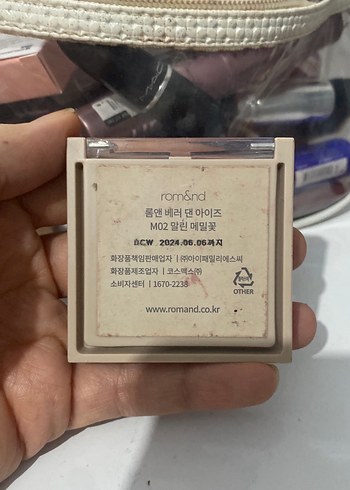 rom&nd
롬앤 베러 댄 아이즈
M02 말린 메밀꽃
BCW 2024.06.06까지
화장품책임판매업자 | ㈜아이패밀리에스씨
화장품제조업자 | 코스맥스㈜
소비자센터 | 1670-2238
OTHER
www.romand.co.kr